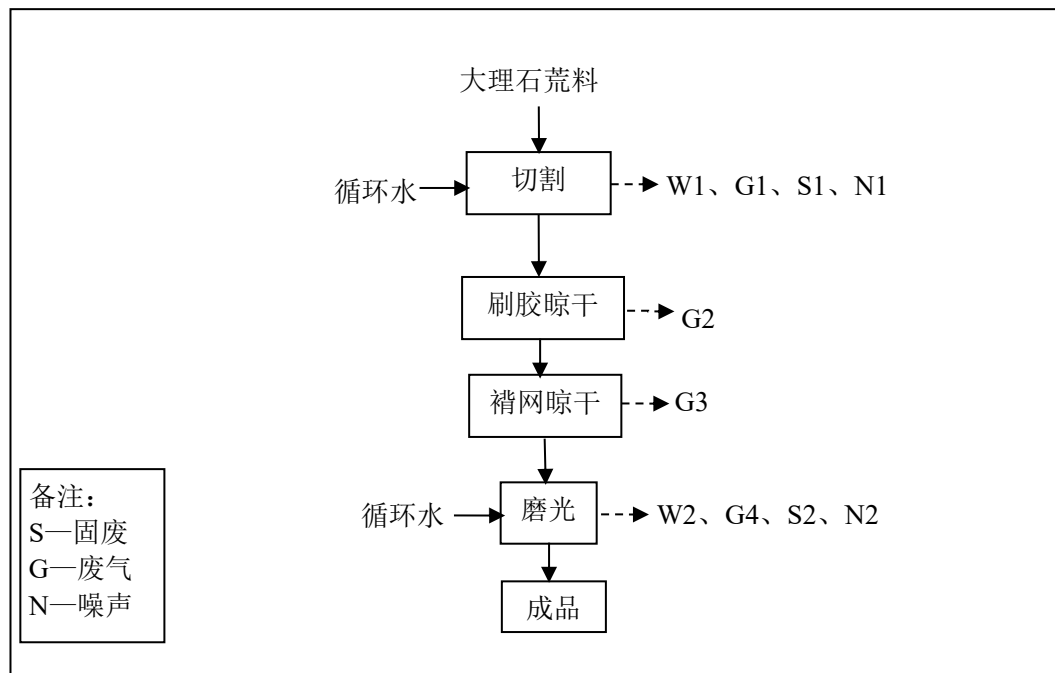 大理石荒料
循环水
切割
W1、G1、S1、N1
刷胶晾干
G2
褙网晾干
G3
循环水
磨光
W2、G4、S2、N2
成品
备注：
S—固废
G—废气
N—噪声